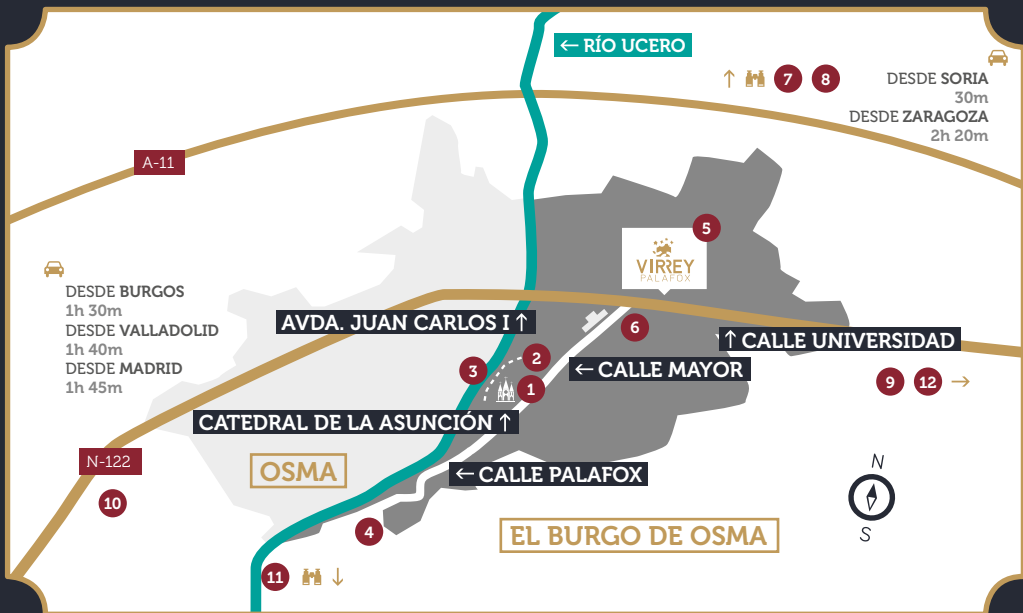 ← RÍO UCERO
↑ 7 8
DESDE SORIA
30m
DESDE ZARAGOZA
2h 20m
A-11
5
VIRREY
PALAFOX
DESDE BURGOS
1h 30m
DESDE VALLADOLID
1h 40m
DESDE MADRID
1h 45m
AVDA. JUAN CARLOS I ↑
6
↑ CALLE UNIVERSIDAD
2
3
← CALLE MAYOR
1
9 12 →
CATEDRAL DE LA ASUNCIÓN ↑
N-122
OSMA
← CALLE PALAFOX
N
10
4
EL BURGO DE OSMA
S
11 ↓